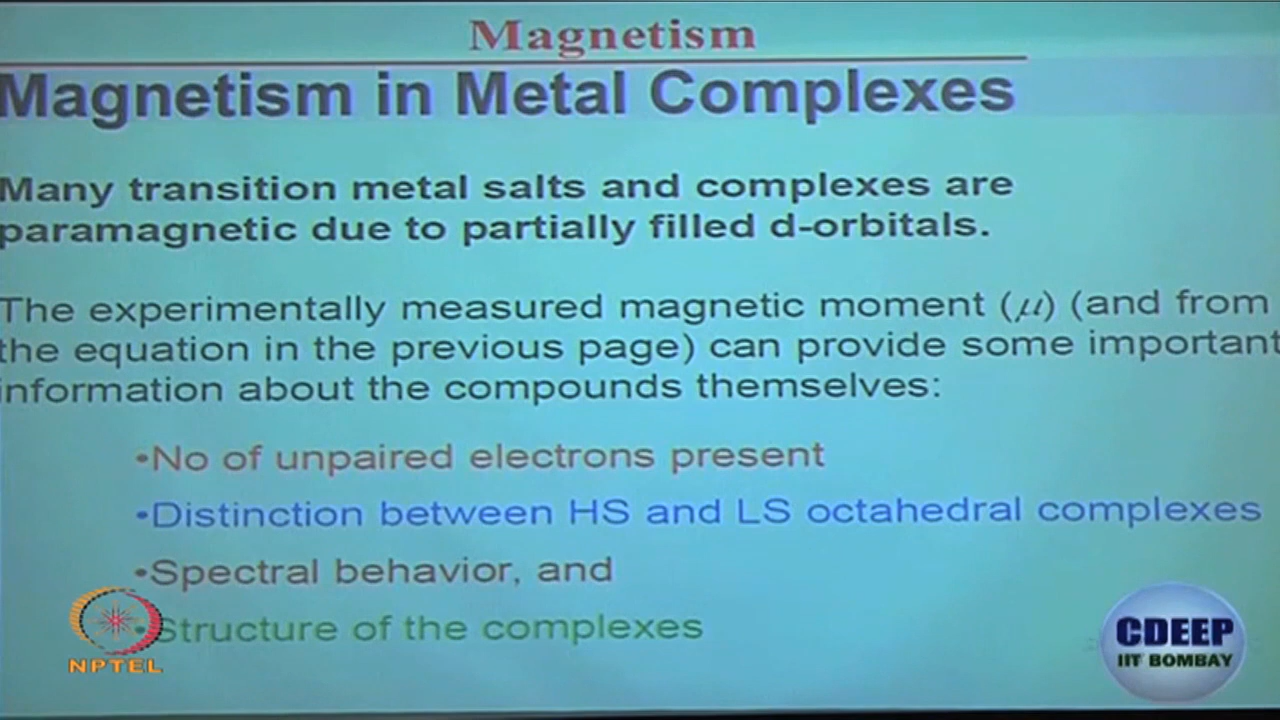 Magnetism
Magnetism in Metal Complexes
Many transition metal salts and complexes are
paramagnetic due to partially filled d-orbitals.
The experimentally measured magnetic moment (μ) (and from
the equation in the previous page) can provide some important
information about the compounds themselves:
•No of unpaired electrons present
•Distinction between HS and LS octahedral complexes
•Spectral behavior, and
•Structure of the complexes
NPTEL
CDEEP
IIT BOMBAY